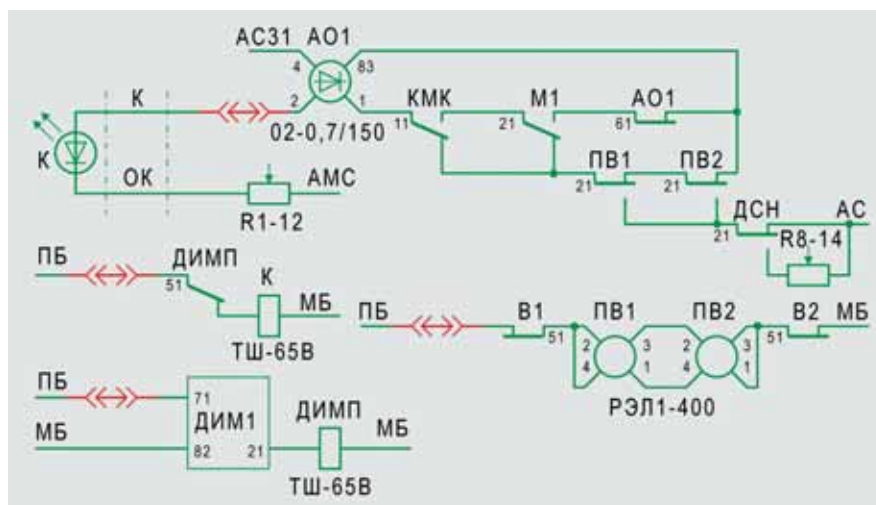 АС31 АО1
4 83
К 2 1 КМК М1 АО1
11 21 61
02-0,7/150
К ПВ1 ПВ2
ОК АМС 21 21
R1-12 ДСН АС
21 R8-14
ПБ ДИМП
51 К
МБ ПБ В1 ПВ1 ПВ2 В2 МБ
51 2 3 2 3 51
4 1 4 1
ТШ-65В
РЭЛ1-400
ПБ 71
ДИМ1 ДИМП
МБ МБ
82 21
ТШ-65В